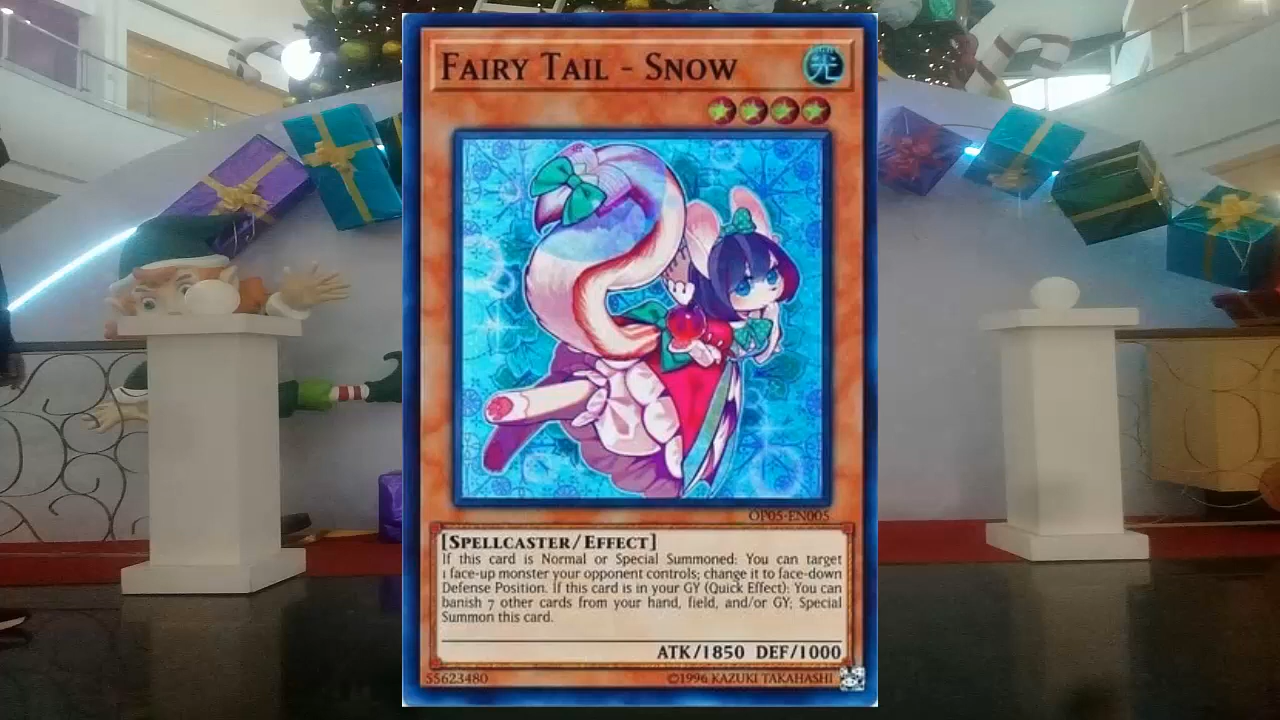 FAIRY TAIL - SNOW
光
OP05-EN005
[SPELLCASTER/EFFECT]
If this card is Normal or Special Summoned: You can target
1 face-up monster your opponent controls; change it to face-down
Defense Position. If this card is in your GY (Quick Effect): You can
banish 7 other cards from your hand, field, and/or GY; Special
Summon this card.
ATK/1850 DEF/1000
55623480
©1996 KAZUKI TAKAHASHI